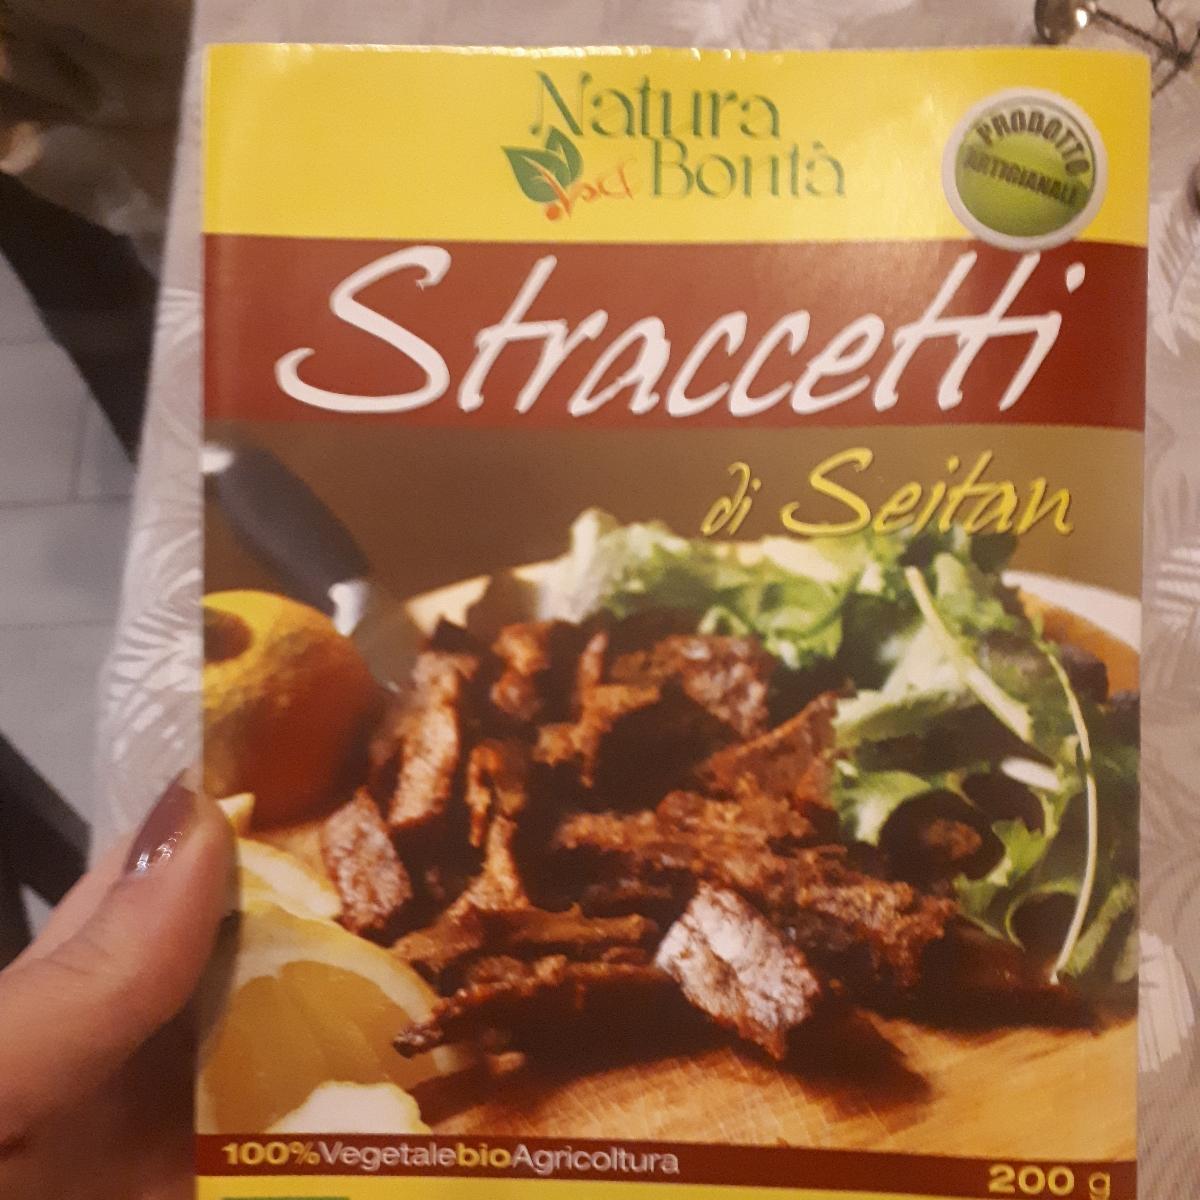 Natura
Bontà
PRODOTTO
ARTIGIANALE
Straccetti
di Seitan
100%VegetalebioAgricoltura
200 g